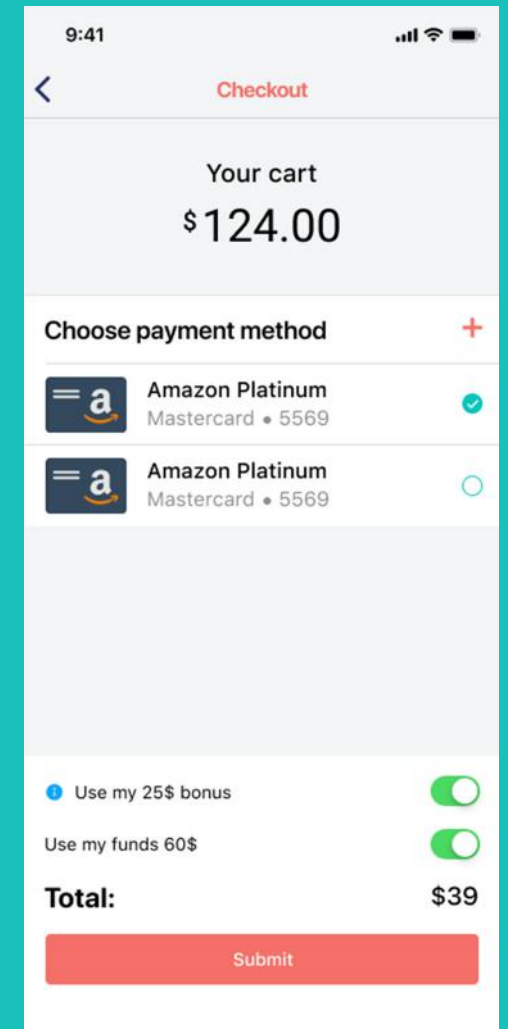 9:41
Checkout
Your cart
$124.00
Choose payment method +
a
Amazon Platinum
Mastercard • 5569
a
Amazon Platinum
Mastercard • 5569
Use my 25$ bonus
Use my funds 60$
Total: $39
Submit